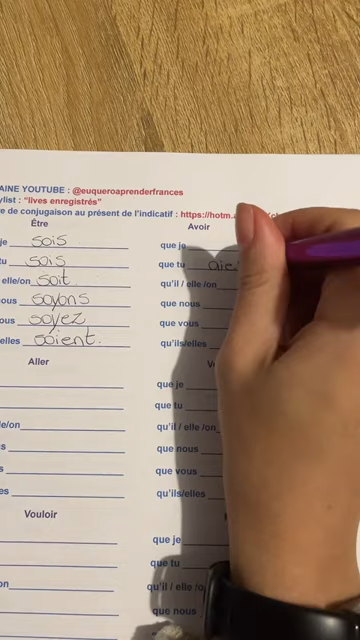 AINE YOUTUBE : @euqueroaprenderfrances
ylist : "lives enregistrés"
e de conjugaison au présent de l'indicatif : https://hotm.
Être
je sois
tu sois
elle/on soit
ous soyons
ous soyez
elles soient.
Avoir
que je
que tu aie
qu'il / elle /on
que nous
que vous
qu'ils/elles
Aller
le/on
s
s
es
que je
que tu
qu'il / elle /on
que nous
que vous
qu'ils/elles
Vouloir
on
que je
que tu
qu'il / elle /o
que nous